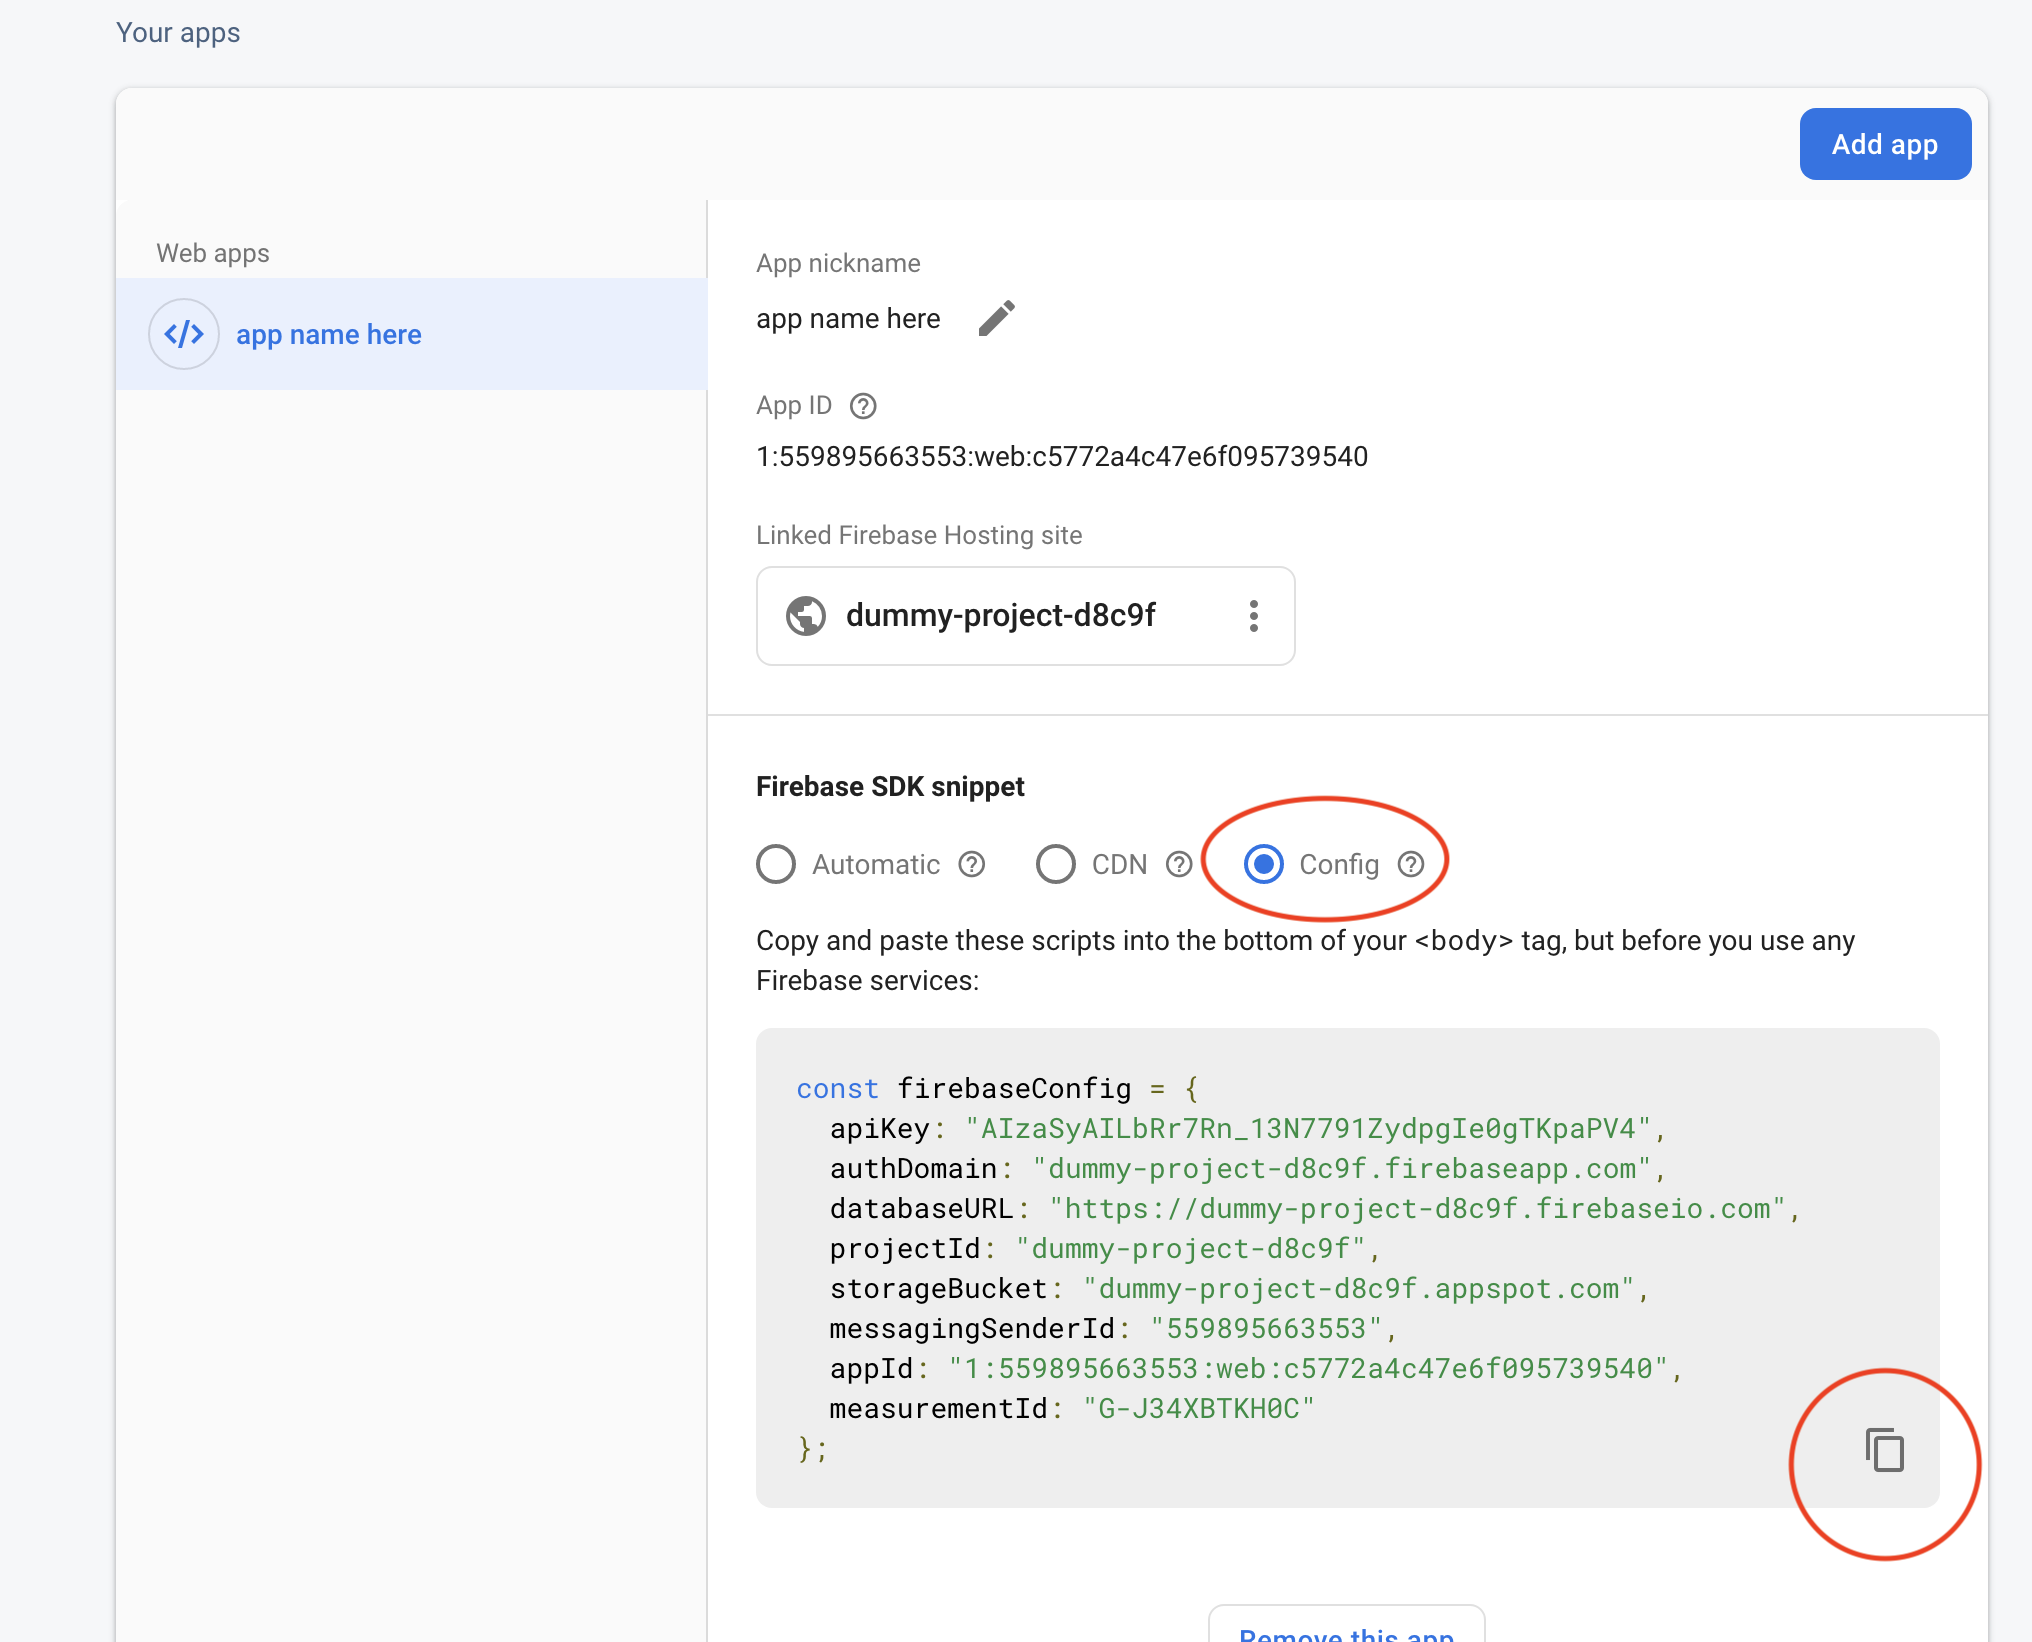 Your apps
Add app
Web apps
app name here
App nickname
app name here
App ID
1:559895663553:web:c5772a4c47e6f095739540
Linked Firebase Hosting site
dummy-project-d8c9f
Firebase SDK snippet
Automatic CDN Config
Copy and paste these scripts into the bottom of your <body> tag, but before you use any
Firebase services:
const firebaseConfig = {
  apiKey: "AIzaSyAILbRr7Rn_13N7791ZydpgIe0gTKpaPV4",
  authDomain: "dummy-project-d8c9f.firebaseapp.com",
  databaseURL: "https://dummy-project-d8c9f.firebaseio.com",
  projectId: "dummy-project-d8c9f",
  storageBucket: "dummy-project-d8c9f.appspot.com",
  messagingSenderId: "559895663553",
  appId: "1:559895663553:web:c5772a4c47e6f095739540",
  measurementId: "G-J34XBTKH0C"
};
Remove this app